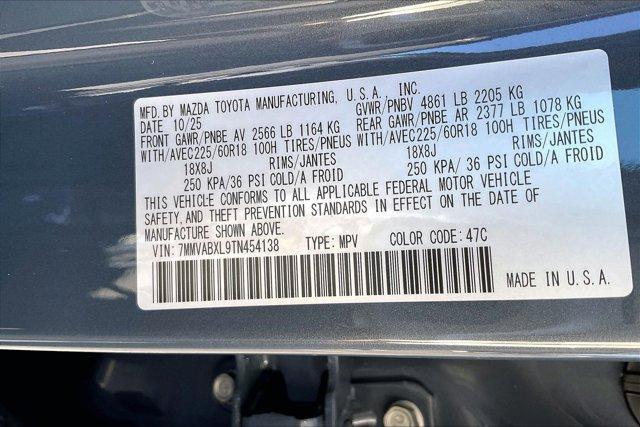 MFD. BY MAZDA TOYOTA MANUFACTURING, U.S.A., INC.
DATE 10/25 GVWR/PNBV 4861 LB 2205 KG
FRONT GAWR/PNBE AV 2566 LB 1164 KG REAR GAWR/PNBE AR 2377 LB 1078 KG
WITH/AVEC225/60R18 100H TIRES/PNEUS WITH/AVEC225/60R18 100H TIRES/PNEUS
18X8J RIMS/JANTES 18X8J RIMS/JANTES
250 KPA/36 PSI COLD/A FROID 250 KPA/ 36 PSI COLD/A FROID
THIS VEHICLE CONFORMS TO ALL APPLICABLE FEDERAL MOTOR VEHICLE
SAFETY, AND THEFT PREVENTION STANDARDS IN EFFECT ON THE DATE OF
MANUFACTURE SHOWN ABOVE.
VIN: 7MMVABXL9TN454138 TYPE: MPV COLOR CODE: 47C
MADE IN U.S.A.